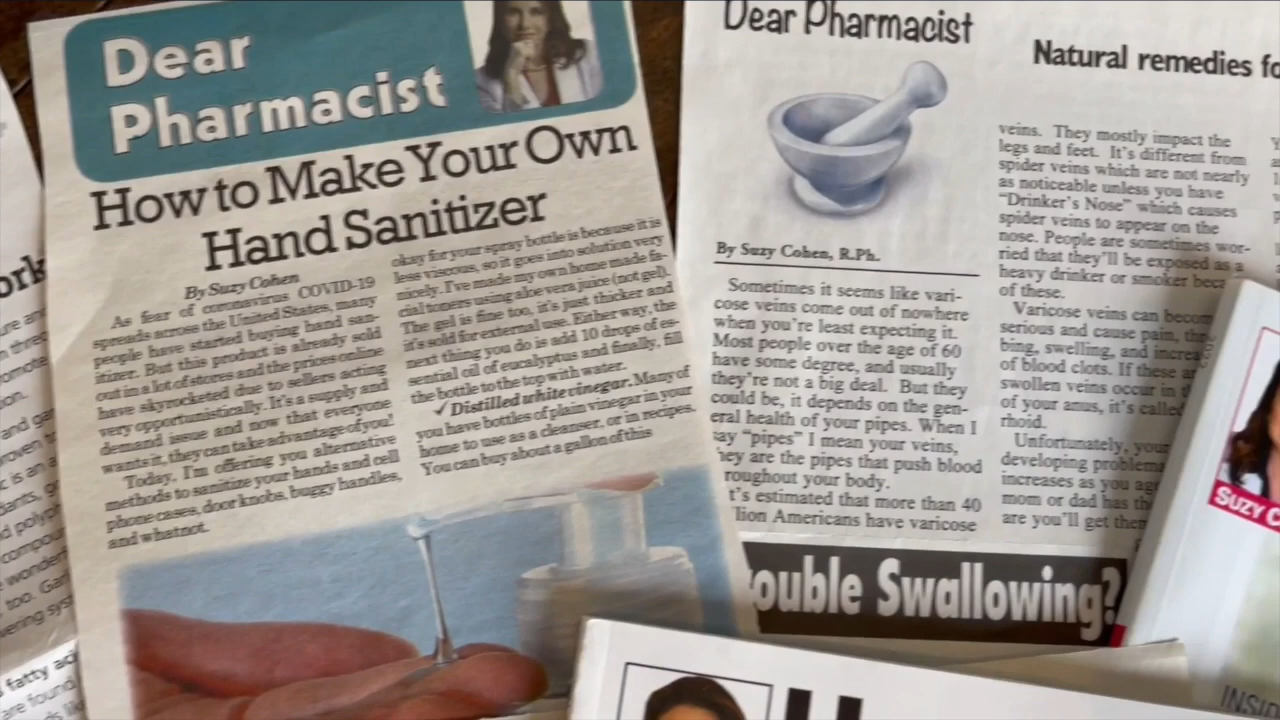 Dear
Pharmacist
How to Make Your Own
Hand Sanitizer
By Suzy Cohen
As fear of coronavirus COVID-19
spreads across the United States, many
people have started buying hand san-
itizer. But this product is already sold
out in a lot of stores and the prices online
have skyrocketed due to sellers acting
very opportunistically. It's a supply and
demand issue and now that everyone
wants it, they can take advantage of you!
Today, I'm offering you alternative
methods to sanitize your hands and cell
phone cases, door knobs, buggy handles,
and whatnot.
okay for your spray bottle is because it is
less viscous, so it goes into solution very
nicely. I've made my own home made fa-
cial toners using aloe vera juice (not gel).
The gel is fine too, it's just thicker and
it's sold for external use. Either way, the
next thing you do is add 10 drops of es-
sential oil of eucalyptus and finally, fill
the bottle to the top with water.
✓Distilled white vinegar. Many of
you have bottles of plain vinegar in your
home to use as a cleanser, or in recipes.
You can buy about a gallon of this
Dear Pharmacist
Natural remedies fo
By Suzy Cohen, R.Ph.
Sometimes it seems like vari-
cose veins come out of nowhere
when you're least expecting it.
Most people over the age of 60
have some degree, and usually
they're not a big deal. But they
could be, it depends on the gen-
eral health of your pipes. When I
say "pipes" I mean your veins,
hey are the pipes that push blood
roughout your body.
t's estimated that more than 40
llion Americans have varicose
veins. They mostly impact the
legs and feet. It's different from
spider veins which are not nearly
as noticeable unless you have
"Drinker's Nose" which causes
spider veins to appear on the
nose. People are sometimes wor-
ried that they'll be exposed as a
heavy drinker or smoker beca
of these.
Varicose veins can becom
serious and cause pain, thr
bing, swelling, and increa
of blood clots. If these ar
swollen veins occur in t
of your anus, it's called
rhoid.
Unfortunately, your
developing problems
increases as you age
mom or dad has th
are you'll get them
ouble Swallowing?
SUZY C
INSID
ork
fatty ac
are found